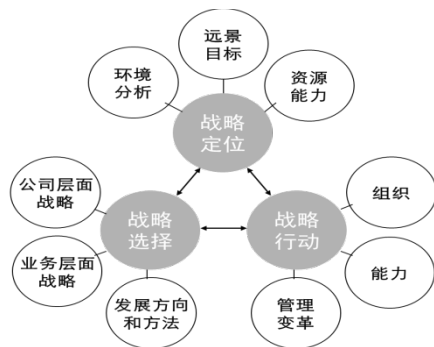 远景
目标
环境
分析
资源
能力
战略
定位
公司层面
战略
业务层面
战略
发展方向
和方法
战略
选择
战略
行动
组织
能力
管理
变革